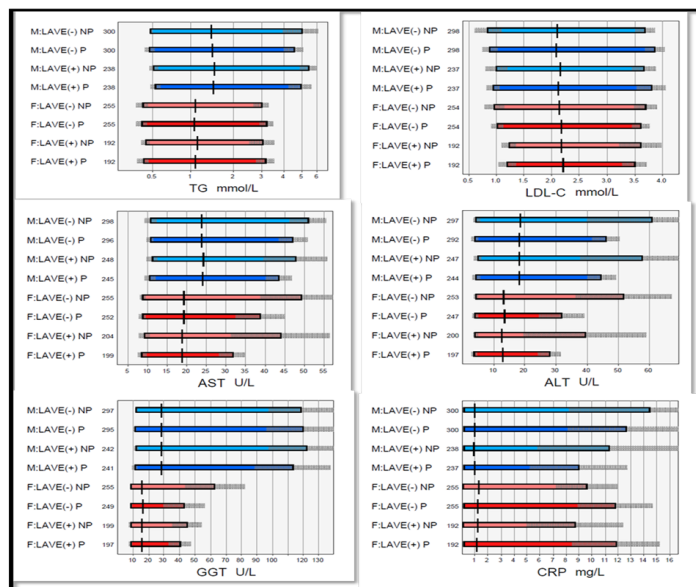 M:LAVE(-) NP 300
M:LAVE(-) P 300
M:LAVE(+) NP 238
M:LAVE(+) P 238
F:LAVE(-) NP 255
F:LAVE(-) P 255
F:LAVE(+) NP 192
F:LAVE(+) P 192
0.5 1 2 3 4 5 6
TG mmol/L
M:LAVE(-) NP 298
M:LAVE(-) P 298
M:LAVE(+) NP 237
M:LAVE(+) P 237
F:LAVE(-) NP 254
F:LAVE(-) P 254
F:LAVE(+) NP 192
F:LAVE(+) P 192
0.5 1.0 1.5 2.0 2.5 3.0 3.5 4.0
LDL-C mmol/L
M:LAVE(-) NP 298
M:LAVE(-) P 296
M:LAVE(+) NP 248
M:LAVE(+) P 245
F:LAVE(-) NP 255
F:LAVE(-) P 252
F:LAVE(+) NP 204
F:LAVE(+) P 199
5 10 15 20 25 30 35 40 45 50 55
AST U/L
M:LAVE(-) NP 297
M:LAVE(-) P 292
M:LAVE(+) NP 247
M:LAVE(+) P 244
F:LAVE(-) NP 253
F:LAVE(-) P 247
F:LAVE(+) NP 200
F:LAVE(+) P 197
10 20 30 40 50 60
ALT U/L
M:LAVE(-) NP 297
M:LAVE(-) P 295
M:LAVE(+) NP 242
M:LAVE(+) P 241
F:LAVE(-) NP 255
F:LAVE(-) P 249
F:LAVE(+) NP 199
F:LAVE(+) P 197
10 20 30 40 50 60 70 80 90 100 110 130
GGT U/L
M:LAVE(-) NP 300
M:LAVE(-) P 300
M:LAVE(+) NP 238
M:LAVE(+) P 237
F:LAVE(-) NP 255
F:LAVE(-) P 255
F:LAVE(+) NP 192
F:LAVE(+) P 192
0 1 2 3 4 5 6 7 8 9 10 11 12 13 14 15 16
CRP mg/L